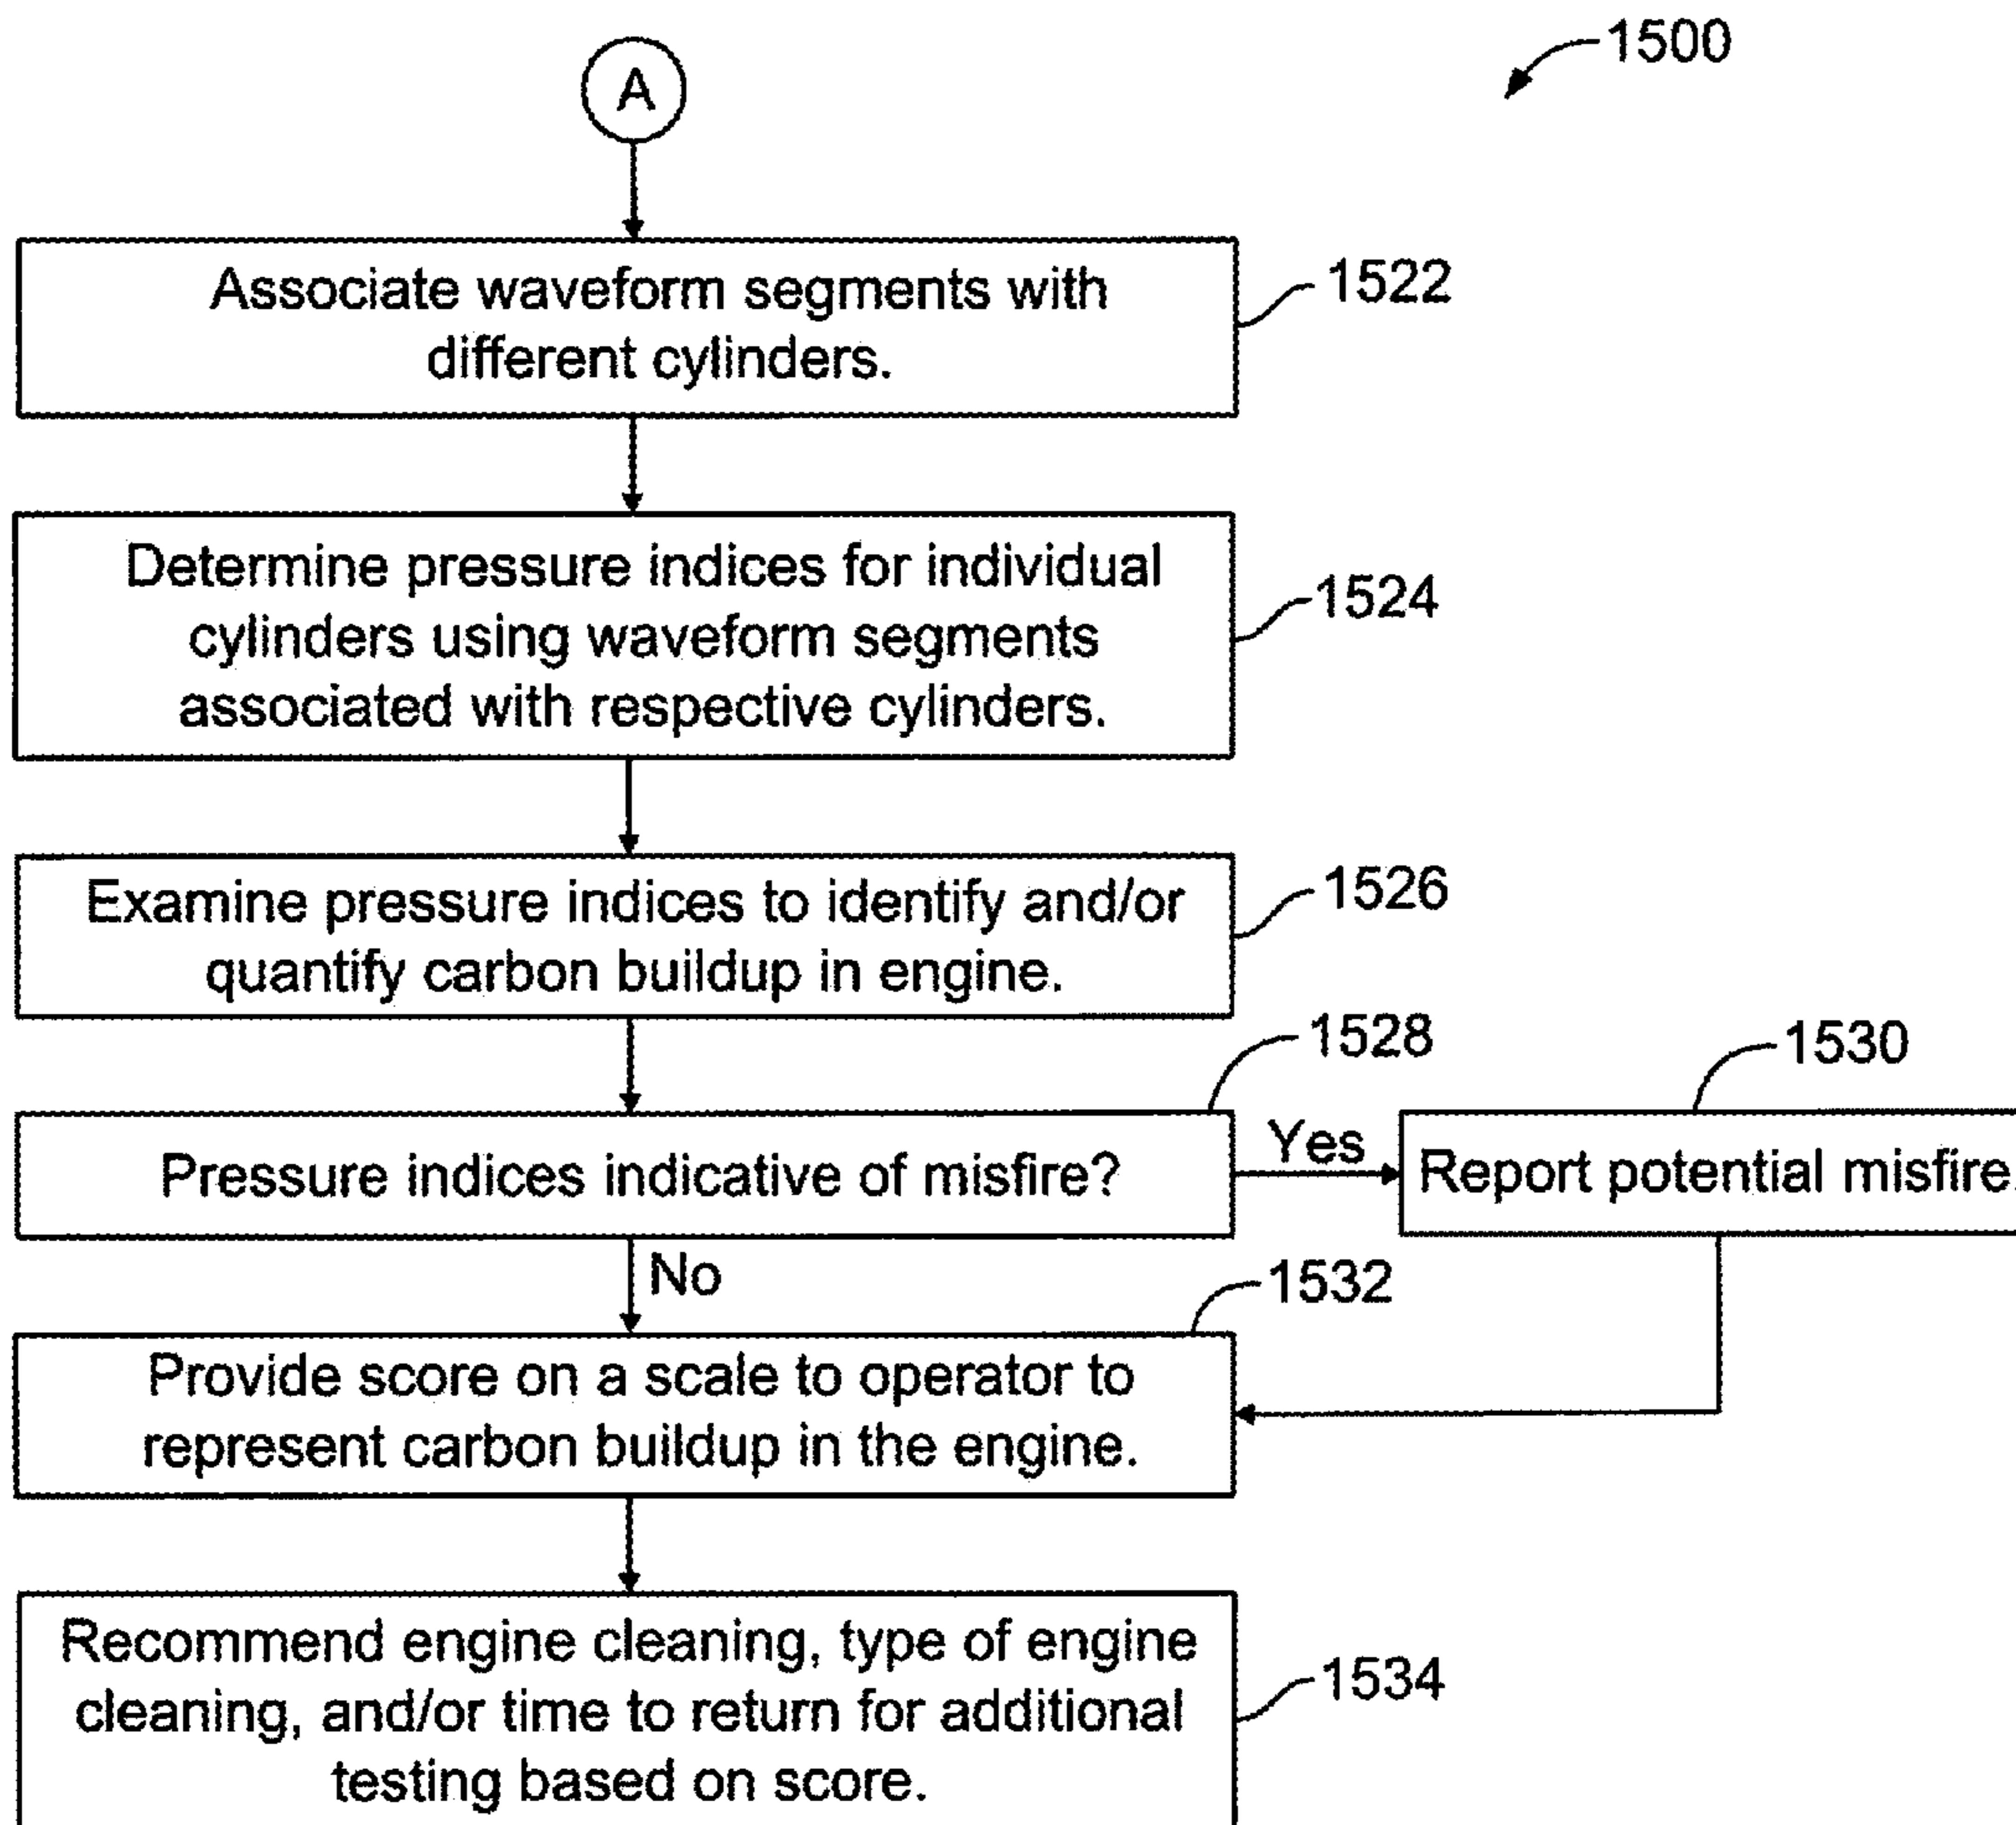 1500
A
Associate waveform segments with
different cylinders.
1522
Determine pressure indices for individual
cylinders using waveform segments
associated with respective cylinders.
1524
Examine pressure indices to identify and/or
quantify carbon buildup in engine.
1526
1528
Pressure indices indicative of misfire?
Yes
1530
Report potential misfire.
No
1532
Provide score on a scale to operator to
represent carbon buildup in the engine.
Recommend engine cleaning, type of engine
cleaning, and/or time to return for additional
testing based on score.
1534